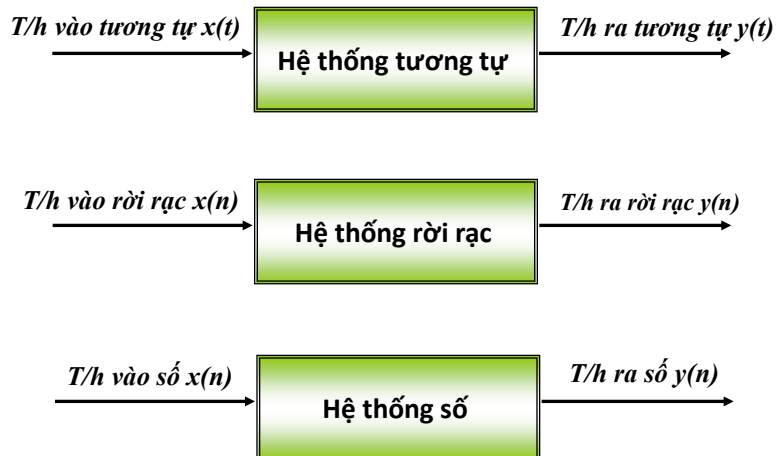 T/h vào tương tự x(t)
Hệ thống tương tự
T/h ra tương tự y(t)
T/h vào rời rạc x(n)
Hệ thống rời rạc
T/h ra rời rạc y(n)
T/h vào số x(n)
Hệ thống số
T/h ra số y(n)